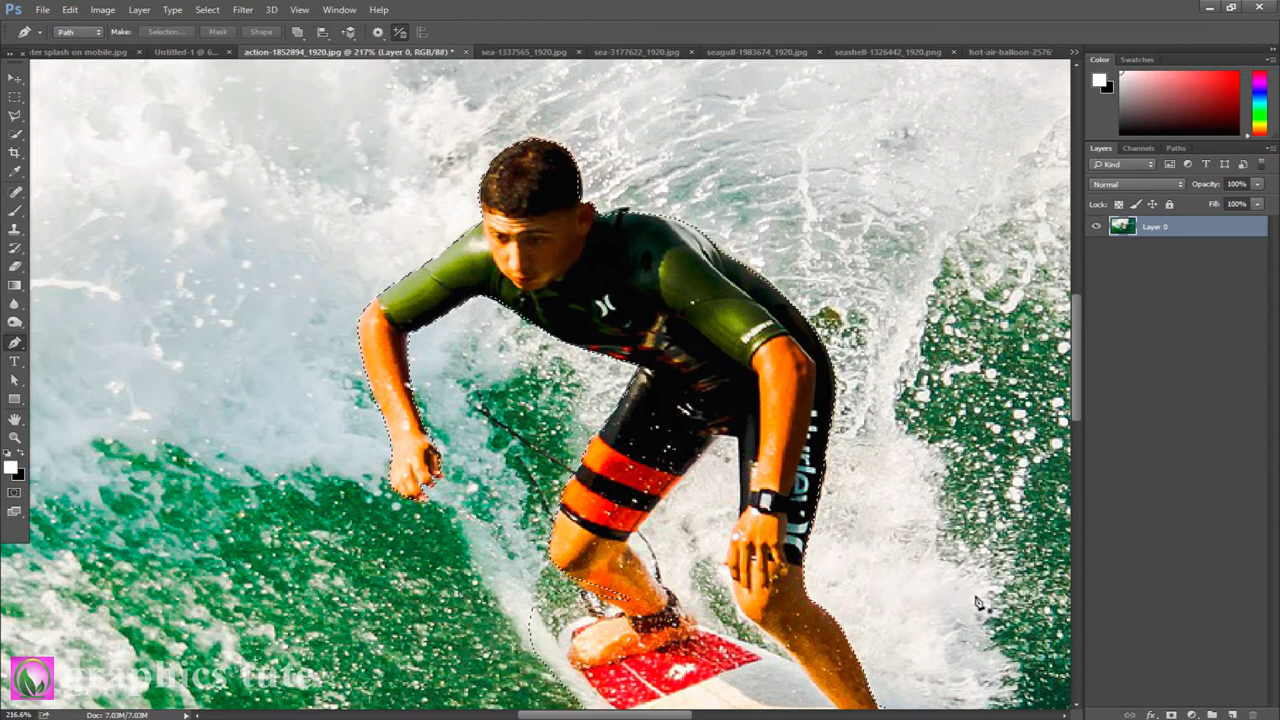 Ps File Edit Image Layer Type Select Filter 3D View Window Help
Path Make: Selection... Mask Shape
ter splash on mobile.jpg × Untitled-1 @ 6... × action-1852894_1920.jpg @ 217% (Layer 0, RGB/8#) * × sea-1337565_1920.jpg × sea-3177622_1920.jpg × seagull-1983674_1920.jpg × seashell-1326442_1920.png × hot-air-balloon-2576
Color Swatches
Layers Channels Paths
Kind
Normal Opacity: 100%
Lock: Fill: 100%
Layer 0
Hurley
graphics tute
216.6% Doc: 7.03M/7.03M